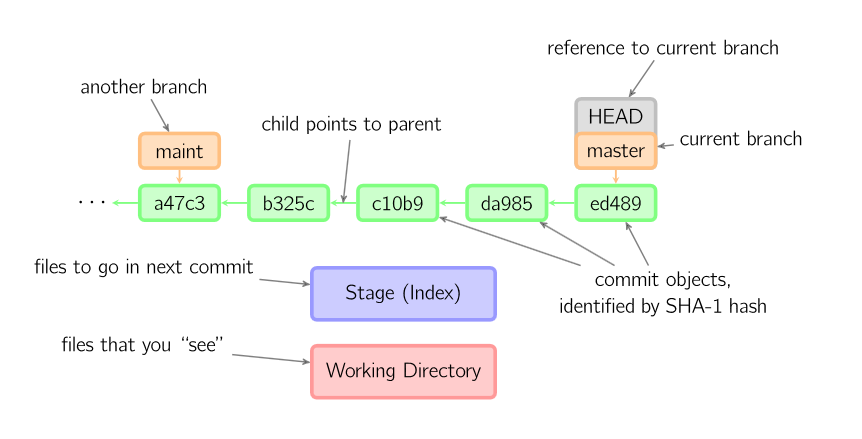 reference to current branch
another branch
HEAD
child points to parent
current branch
maint
master
··· a47c3 b325c c10b9 da985 ed489
files to go in next commit
commit objects,
Stage (Index)
identified by SHA-1 hash
files that you “see”
Working Directory